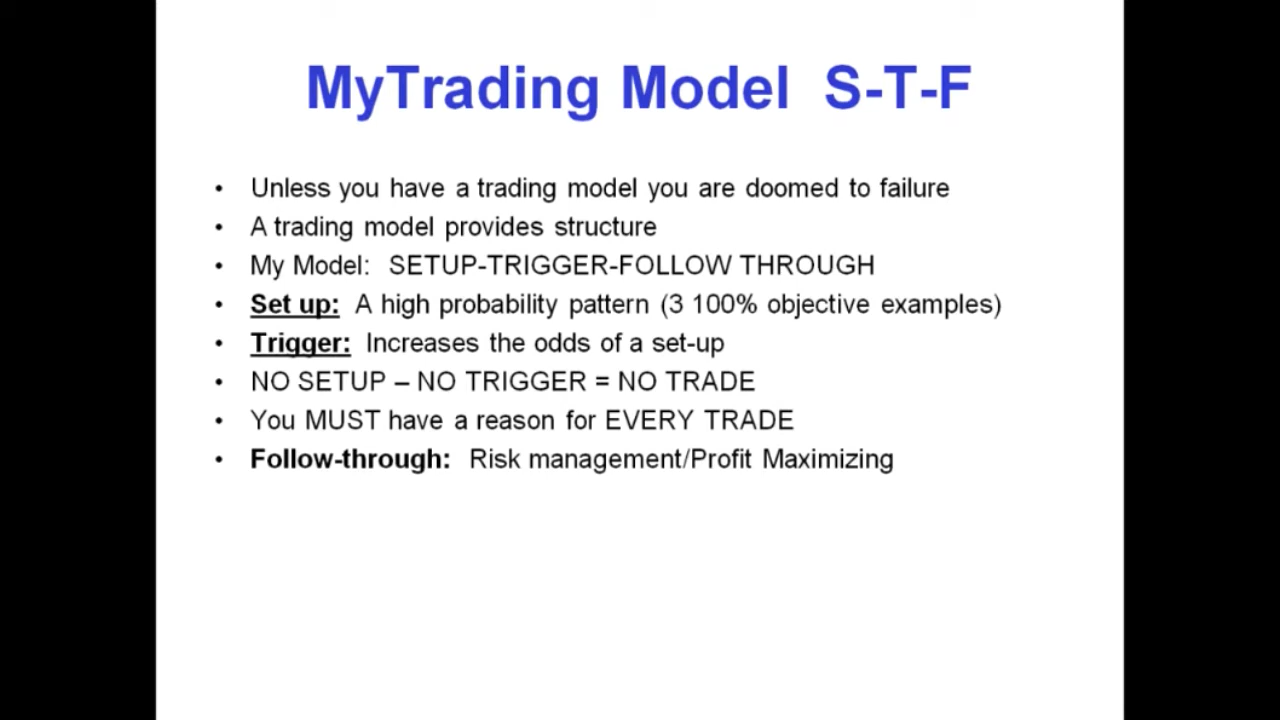 MyTrading Model S-T-F
• Unless you have a trading model you are doomed to failure
• A trading model provides structure
• My Model: SETUP-TRIGGER-FOLLOW THROUGH
• Set up: A high probability pattern (3 100% objective examples)
• Trigger: Increases the odds of a set-up
• NO SETUP – NO TRIGGER = NO TRADE
• You MUST have a reason for EVERY TRADE
• Follow-through: Risk management/Profit Maximizing